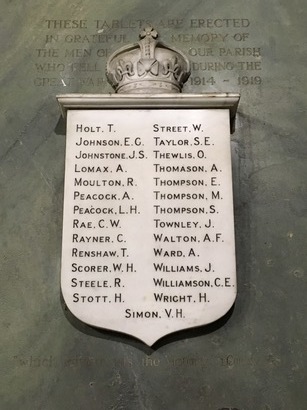 THESE TABLETS ARE ERECTED
IN GRATEFUL MEMORY OF
THE MEN OF OUR PARISH
WHO FELL DURING THE
GREAT 1914 - 1919
HOLT, T.
JOHNSON, E.G.
JOHNSTONE, J.S.
LOMAX, A.
MOULTON, R.
PEACOCK, A.
PEACOCK, L.H.
RAE, C.W.
RAYNER, C.
RENSHAW, T.
SCORER, W.H.
STEELE, R.
STOTT, H.
STREET, W.
TAYLOR, S.E.
THEWLIS, O.
THOMASON, A.
THOMPSON, E.
THOMPSON, M.
THOMPSON, S.
TOWNLEY, J.
WALTON, A.F.
WARD, A.
WILLIAMS, J.
WILLIAMSON, C.E.
WRIGHT, H.
SIMON, V.H.
"which